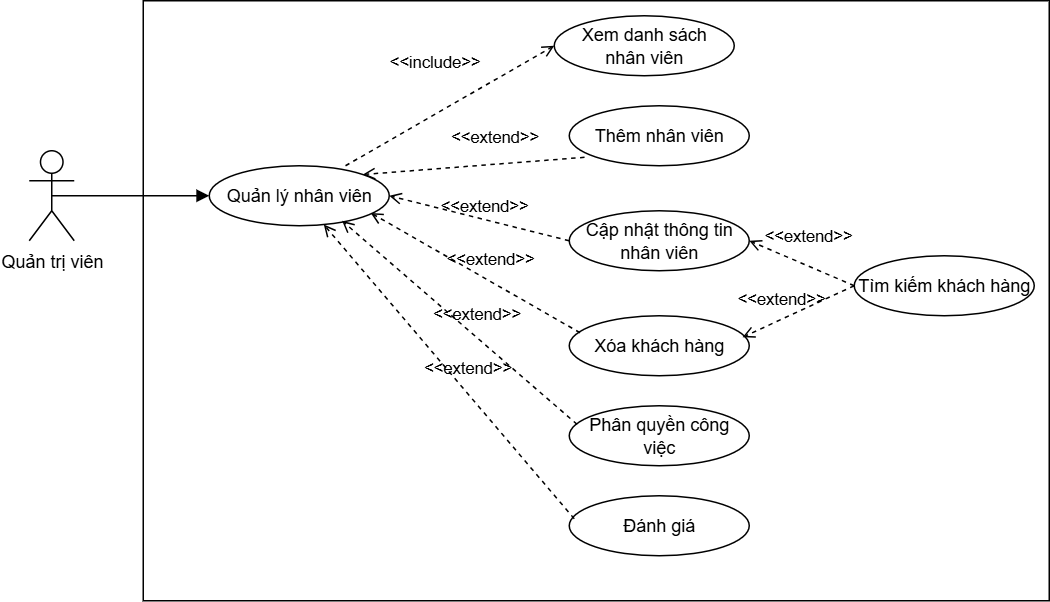 Xem danh sách
nhân viên
<<include>>
<<extend>>
Thêm nhân viên
Quản lý nhân viên
<<extend>>
Cập nhật thông tin
nhân viên
<<extend>>
Quản trị viên
<<extend>>
Tìm kiếm khách hàng
<<extend>>
<<extend>>
Xóa khách hàng
<<extend>>
Phân quyền công
việc
Đánh giá